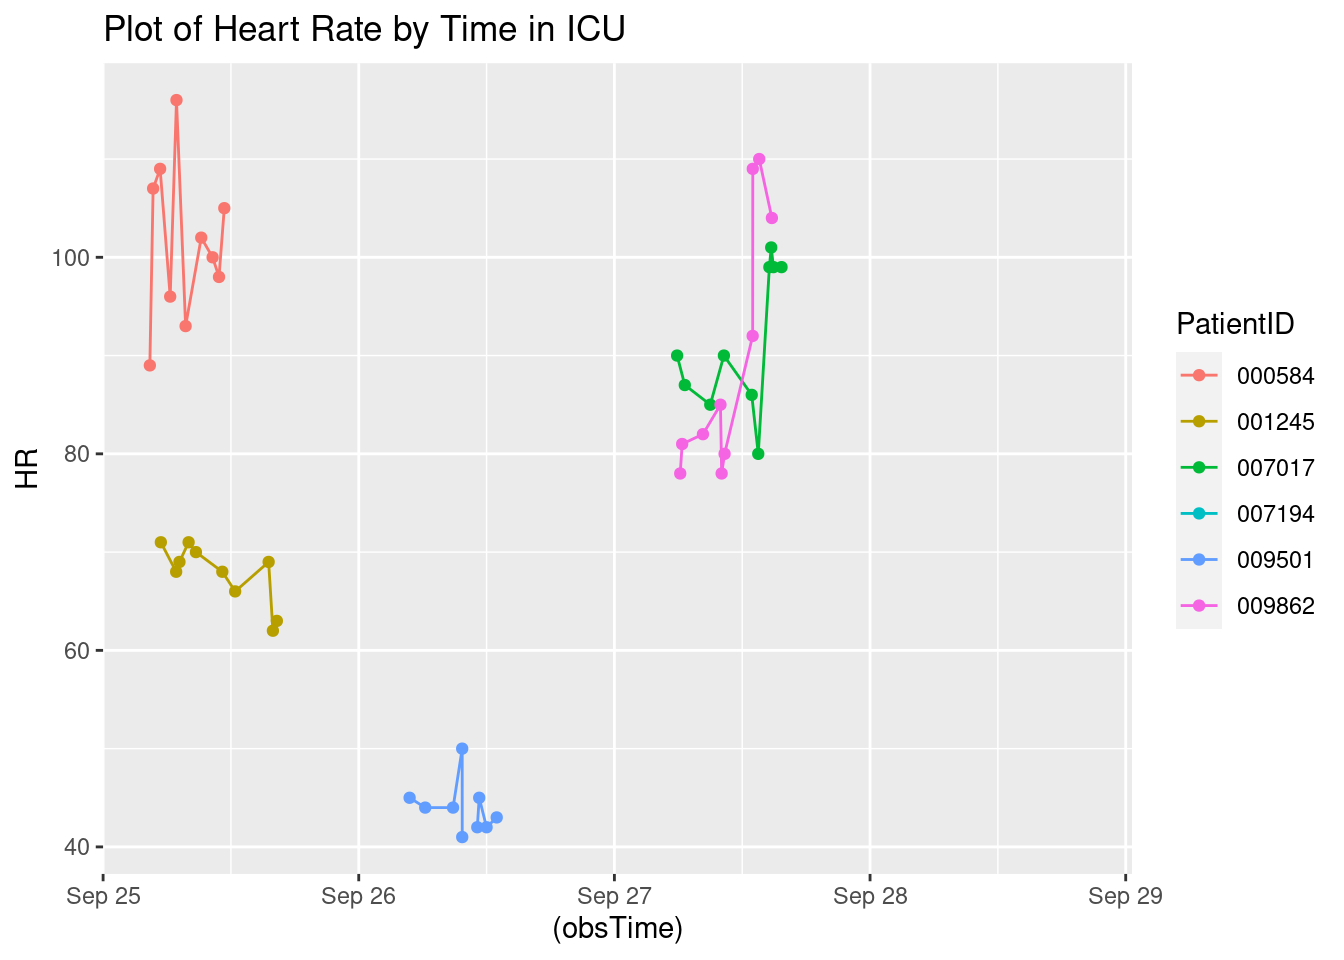 Plot of Heart Rate by Time in ICU
HR
100
80
60
40
Sep 25 Sep 26 Sep 27 Sep 28 Sep 29
(obsTime)
PatientID
000584
001245
007017
007194
009501
009862